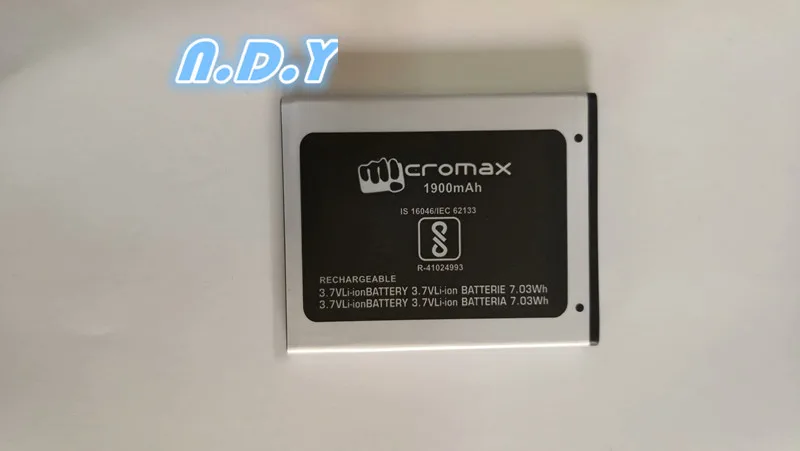 N.D.Y
micromax
1900mAh
IS 16046/IEC 62133
R-41024993
RECHARGEABLE
3.7VLi-ionBATTERY 3.7VLi-ion BATTERIE 7.03Wh
3.7VLi-ionBATTERY 3.7VLi-ion BATTERIA 7.03Wh